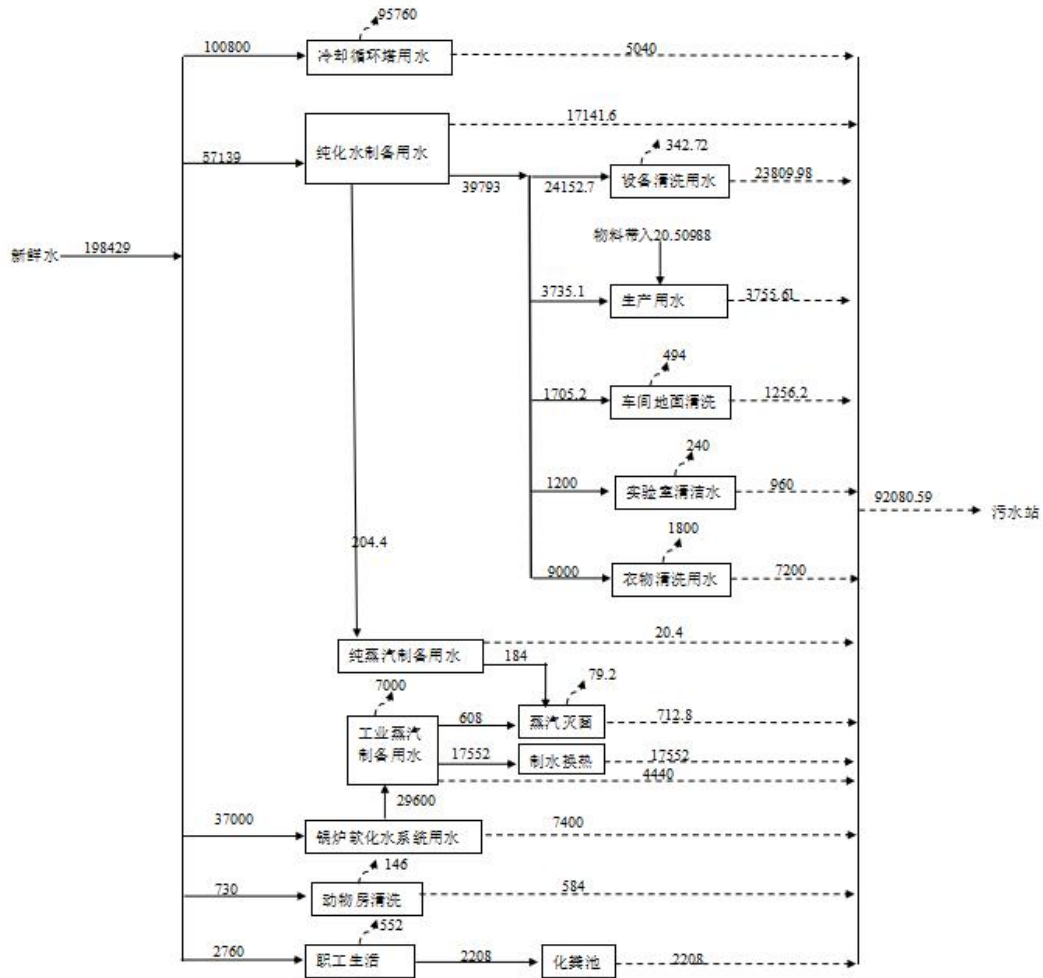 95760
100800
冷却循环塔用水
5040
17141.6
纯化水制备用水
57139
39793
24152.7
342.72
设备清洗用水
23809.98
物料带入20.50988
新鲜水
198429
3735.1
生产用水
3755.61
494
1705.2
车间地面清洗
1256.2
240
1200
实验室清洁水
960
92080.59
污水站
204.4
1800
9000
衣物清洗用水
7200
20.4
纯蒸汽制备用水
184
7000
79.2
工业蒸汽
制备用水
608
蒸汽灭菌
712.8
17552
制水换热
17552
4440
29600
37000
锅炉软化水系统用水
7400
146
730
动物房清洗
584
552
2760
职工生活
2208
化粪池
2208